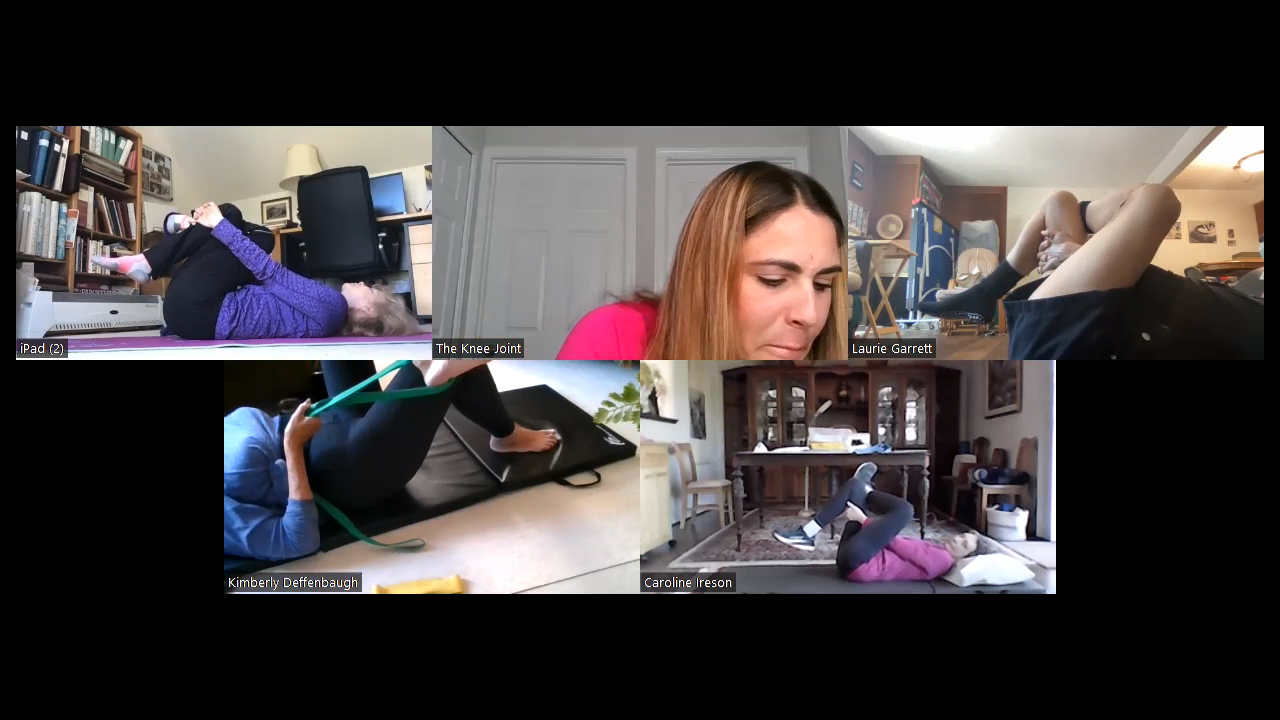 iPad (2)
The Knee Joint
Laurie Garrett
Kimberly Deffenbaugh
Caroline Ireson